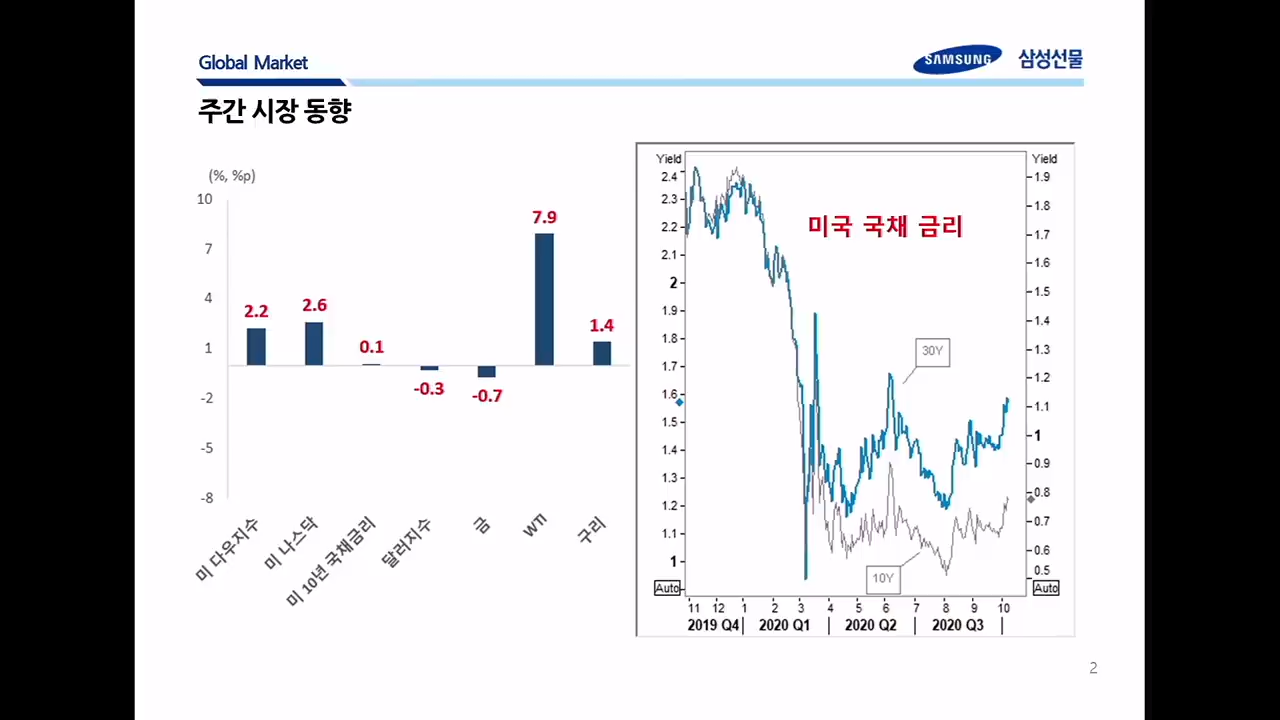 Global Market
SAMSUNG 삼성선물
주간 시장 동향
(%, %p)
10
7
4
1
-2
-5
-8
2.2
2.6
0.1
-0.3
-0.7
7.9
1.4
미 다우지수
미 나스닥
미 10년 국채금리
달러지수
금
WTI
구리
미국 국채 금리
Yield
2.4
2.3
2.2
2.1
2
1.9
1.8
1.7
1.6
1.5
1.4
1.3
1.2
1
Auto
30Y
10Y
Yield
1.9
1.8
1.7
1.6
1.5
1.4
1.3
1.2
1.1
1
0.9
0.8
0.7
0.6
0.5
Auto
11 12 1 2 3 4 5 6 7 8 9 10
2019 Q4 2020 Q1 2020 Q2 2020 Q3
2